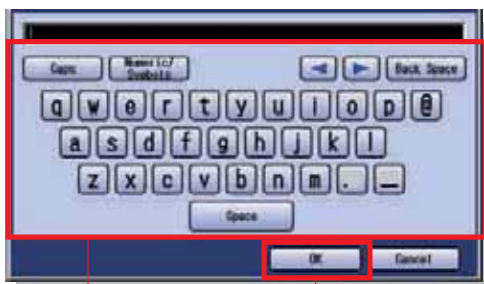 Caps Numeric/ Back Space
Symbols
q w e r t y u i o p @
a s d f g h j k l
z x c v b n m . _
Space
OK Cancel